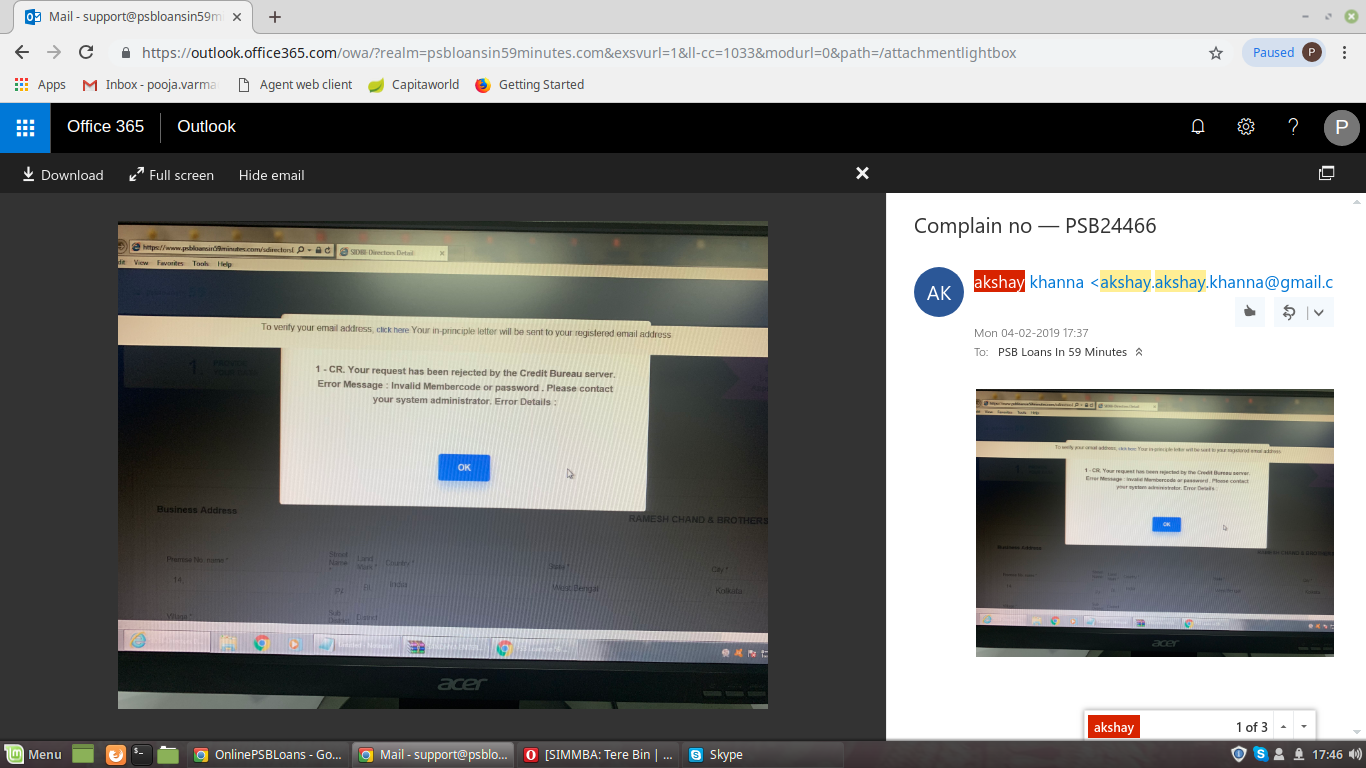 Mail - support@psbloansin59m
https://outlook.office365.com/owa/?realm=psbloansin59minutes.com&exsvurl=1&ll-cc=1033&modurl=0&path=/attachmentlightbox
Paused
P
Apps
Inbox - pooja.varma
Agent web client
Capitaworld
Getting Started
Office 365
Outlook
P
Download
Full screen
Hide email
https://www.psbloansin59minutes.com/sdirectorsl
SIDBI-Directors-Detail
View Favorites Tools Help
To verify your email address, click here Your in-principle letter will be sent to your registered email address
1 - CR. Your request has been rejected by the Credit Bureau server.
Error Message : Invalid Membercode or password . Please contact
your system administrator. Error Details :
OK
Business Address
RAMESH CHAND & BROTHERS
Premise No. name *
Street Name *
Land Mark *
Country *
State *
City *
14,
India
West Bengal
Kolkata
Village *
Sub District
acer
Complain no — PSB24466
AK
akshay khanna <akshay.akshay.khanna@gmail.c
Mon 04-02-2019 17:37
To: PSB Loans In 59 Minutes
To verify your email address, click here Your in-principle letter will be sent to your registered email address
1 - CR. Your request has been rejected by the Credit Bureau server.
Error Message : Invalid Membercode or password . Please contact
your system administrator. Error Details :
OK
Business Address
acer
akshay
1 of 3
Menu
OnlinePSBLoans - Go...
Mail - support@psblo...
[SIMMBA: Tere Bin | ...
Skype
17:46